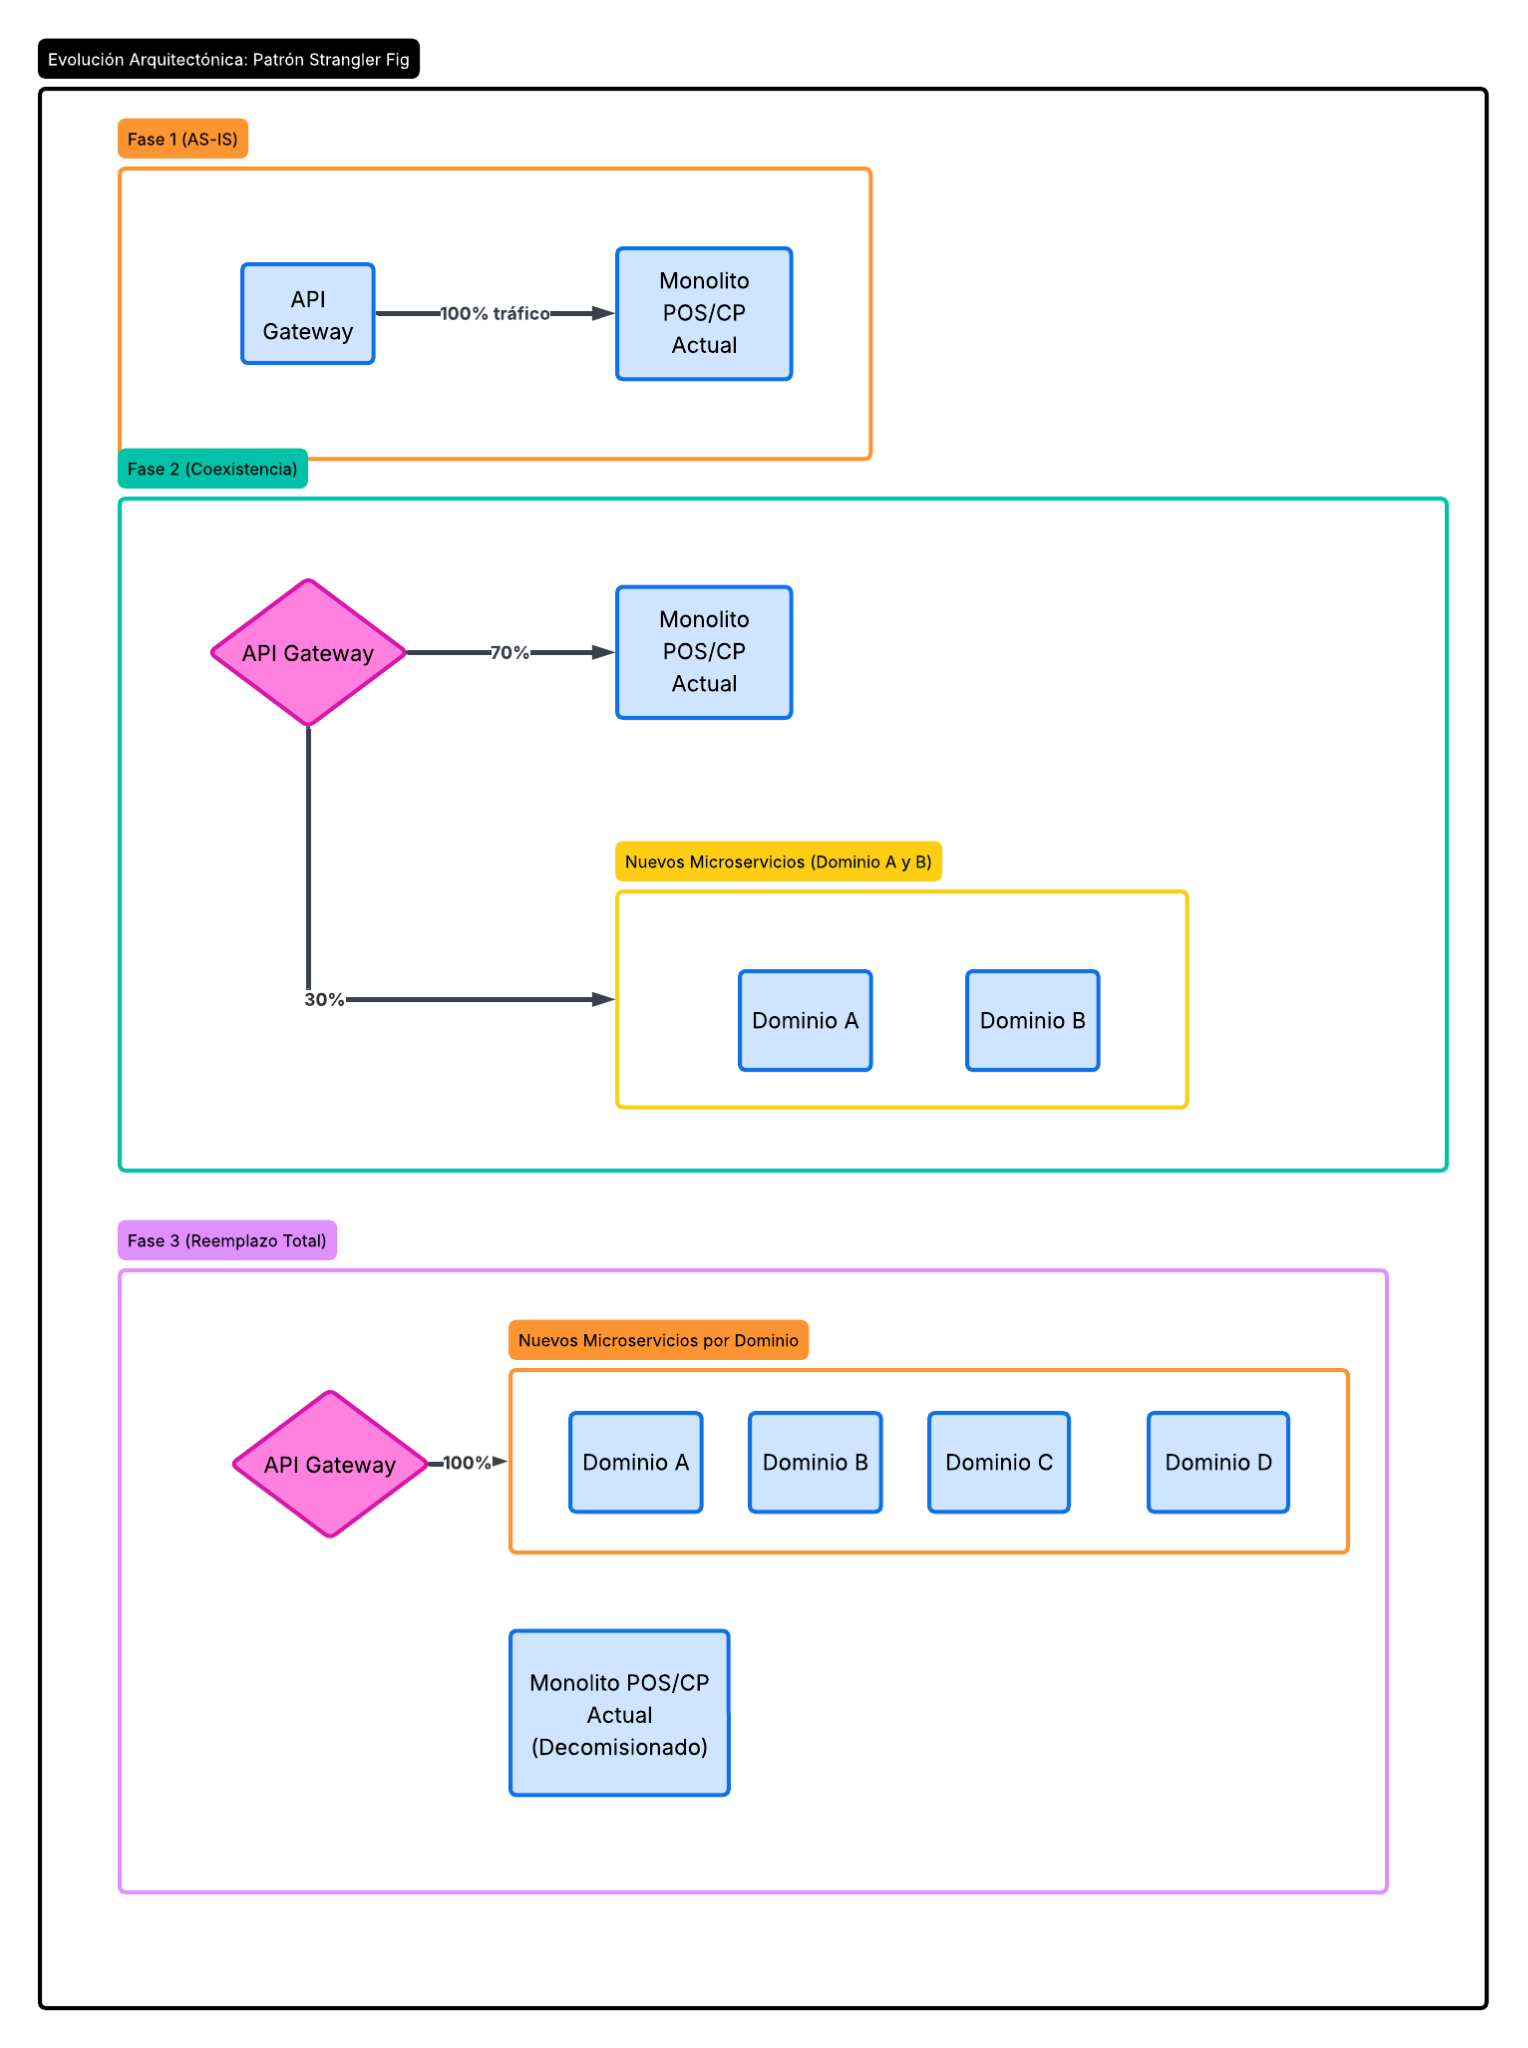 Evolución Arquitectónica: Patrón Strangler Fig
Fase 1 (AS-IS)
API
Gateway
100% tráfico
Monolito
POS/CP
Actual
Fase 2 (Coexistencia)
API Gateway
70%
Monolito
POS/CP
Actual
30%
Nuevos Microservicios (Dominio A y B)
Dominio A
Dominio B
Fase 3 (Reemplazo Total)
API Gateway
100%
Nuevos Microservicios por Dominio
Dominio A
Dominio B
Dominio C
Dominio D
Monolito POS/CP
Actual
(Decomisionado)